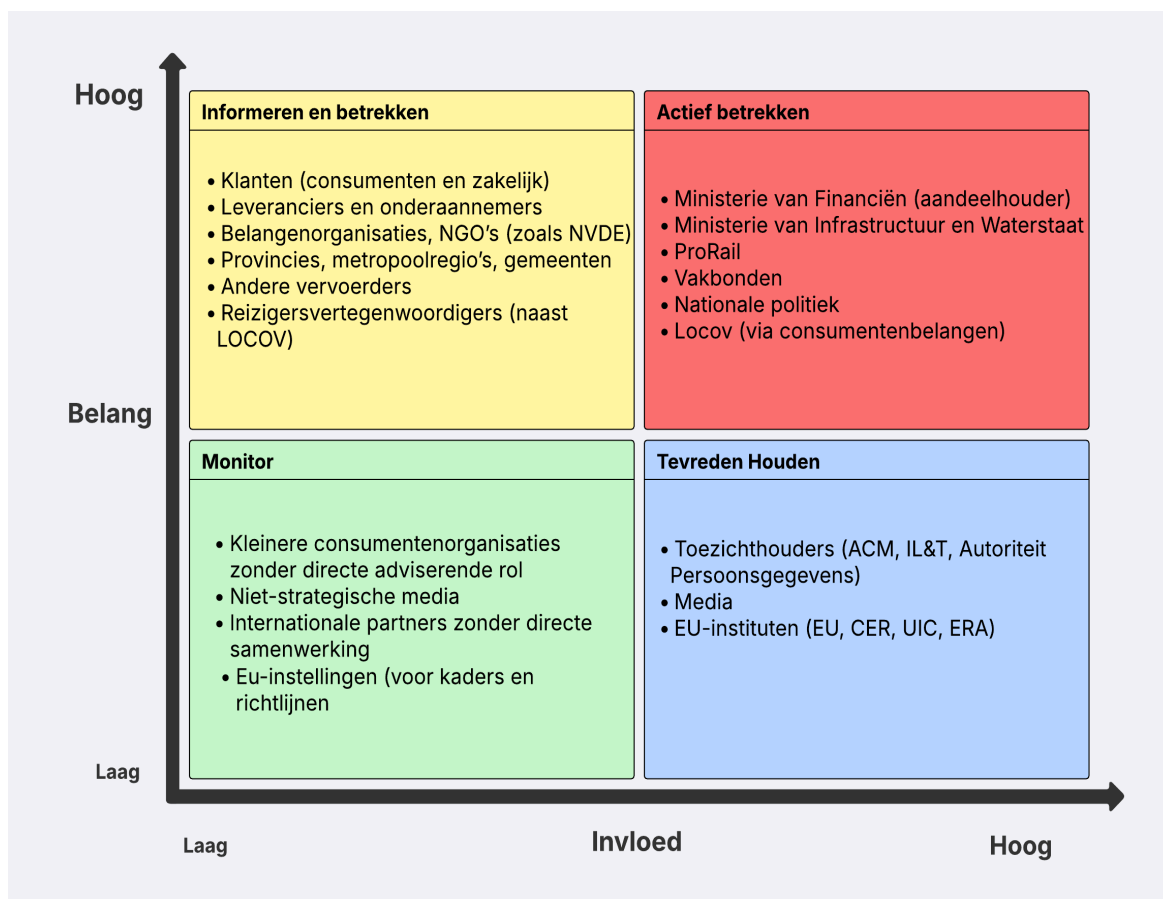 Hoog
Informeren en betrekken
• Klanten (consumenten en zakelijk)
• Leveranciers en onderaannemers
• Belangenorganisaties, NGO’s (zoals NVDE)
• Provincies, metropoolregio’s, gemeenten
• Andere vervoerders
• Reizigersvertegenwoordigers (naast
LOCOV)
Actief betrekken
• Ministerie van Financiën (aandeelhouder)
• Ministerie van Infrastructuur en Waterstaat
• ProRail
• Vakbonden
• Nationale politiek
• Locov (via consumentenbelangen)
Belang
Monitor
• Kleinere consumentenorganisaties
zonder directe adviserende rol
• Niet-strategische media
• Internationale partners zonder directe
samenwerking
• Eu-instellingen (voor kaders en
richtlijnen
Tevreden Houden
• Toezichthouders (ACM, IL&T, Autoriteit
Persoonsgegevens)
• Media
• EU-instituten (EU, CER, UIC, ERA)
Laag
Laag
Invloed
Hoog